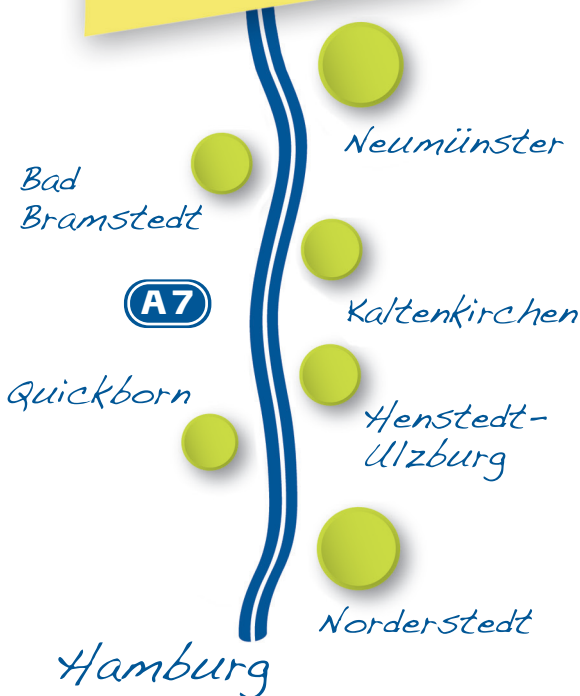 Neumünster
Bad
Bramstedt
A7
Kaltenkirchen
Quickborn
Henstedt-
Ulzburg
Norderstedt
Hamburg